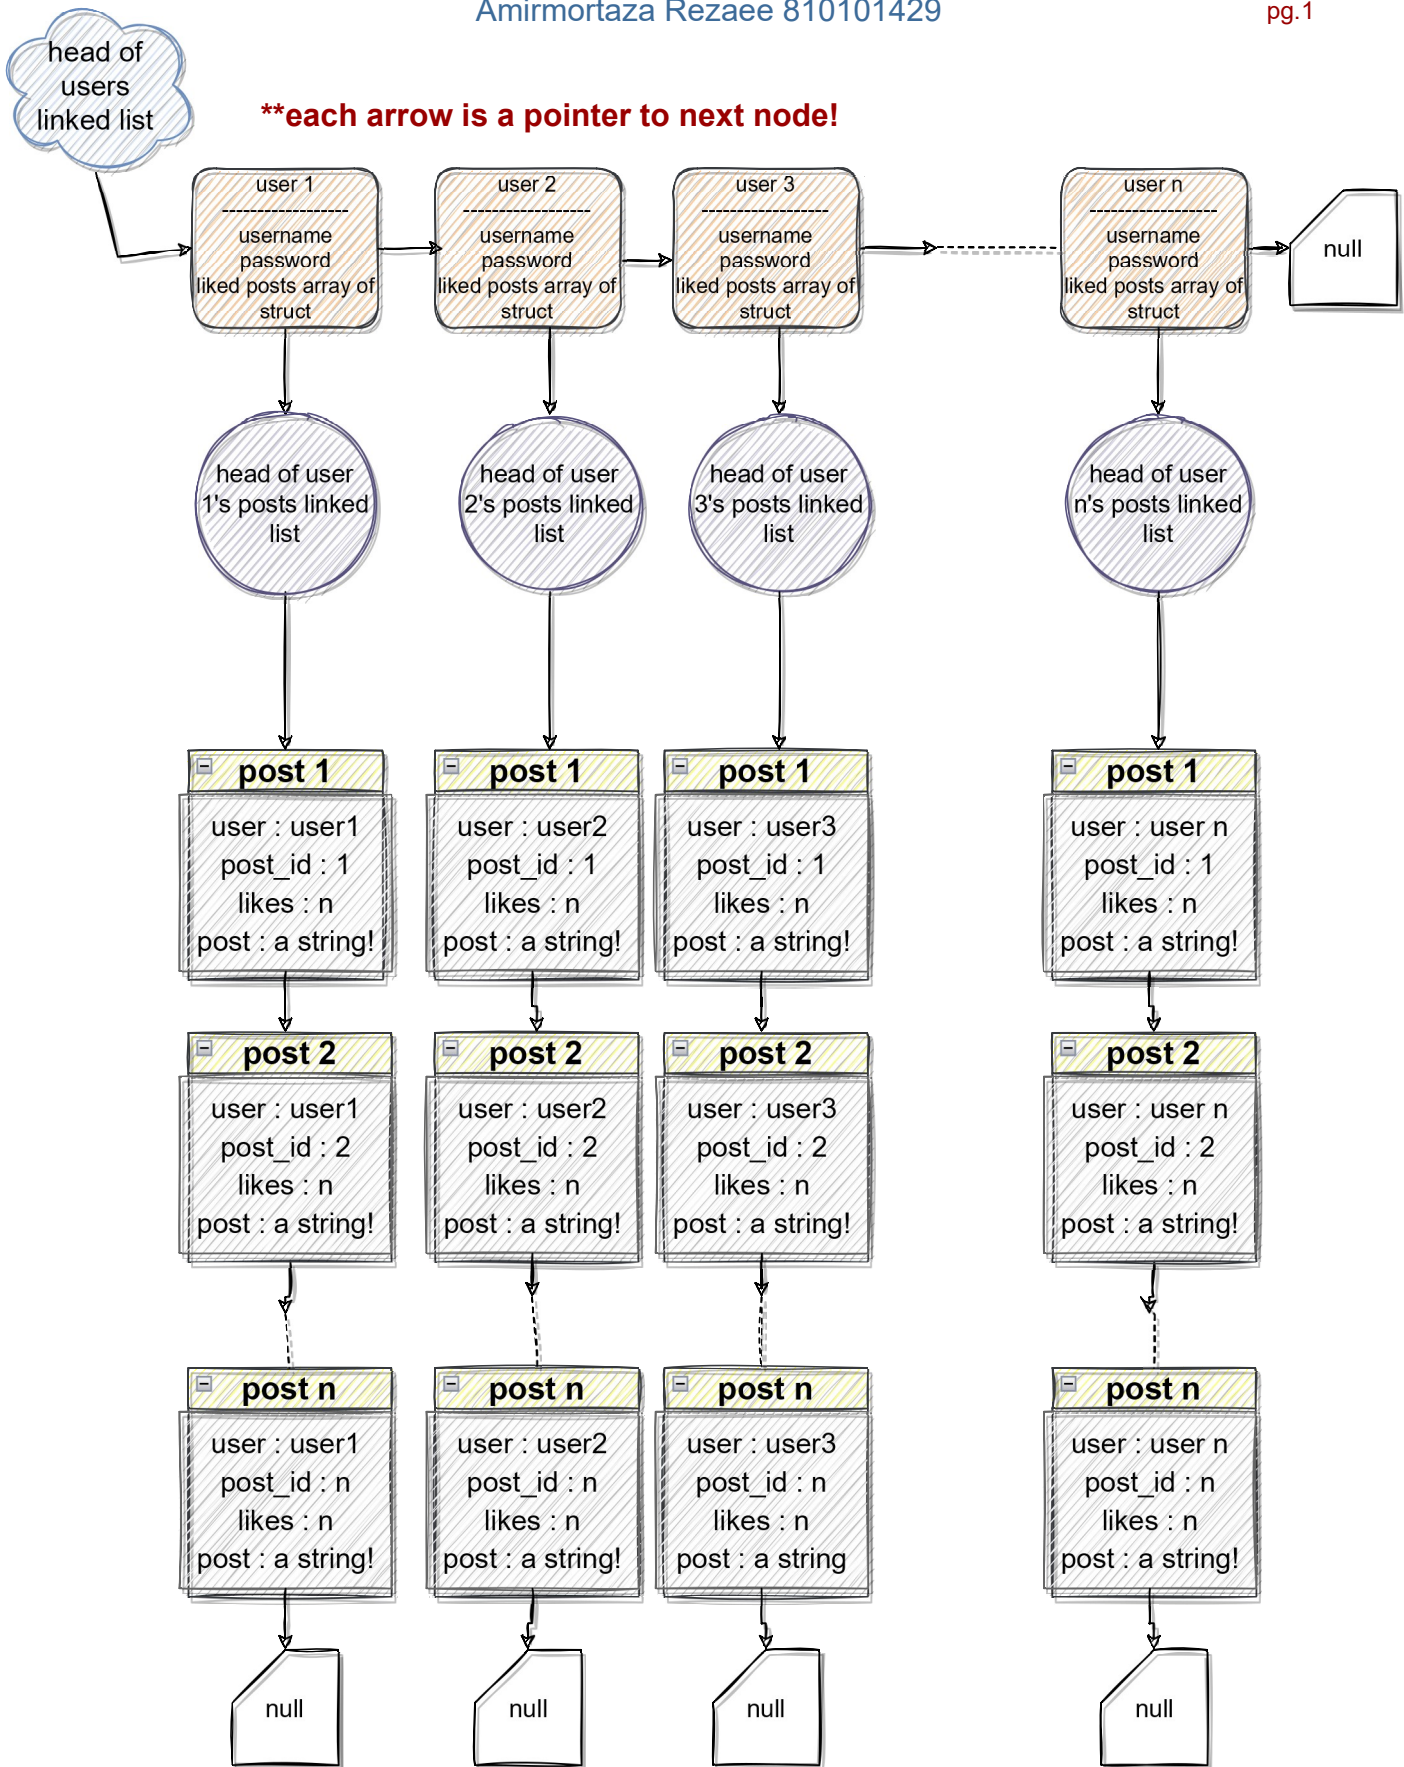 Amirmortaza Rezaee 810101429
pg.1
head of
users
linked list
**each arrow is a pointer to next node!
user 1
------------------
username
password
liked posts array of
struct
user 2
------------------
username
password
liked posts array of
struct
user 3
------------------
username
password
liked posts array of
struct
user n
------------------
username
password
liked posts array of
struct
null
head of user
1's posts linked
list
head of user
2's posts linked
list
head of user
3's posts linked
list
head of user
n's posts linked
list
post 1
user : user1
post_id : 1
likes : n
post : a string!
post 1
user : user2
post_id : 1
likes : n
post : a string!
post 1
user : user3
post_id : 1
likes : n
post : a string!
post 1
user : user n
post_id : 1
likes : n
post : a string!
post 2
user : user1
post_id : 2
likes : n
post : a string!
post 2
user : user2
post_id : 2
likes : n
post : a string!
post 2
user : user3
post_id : 2
likes : n
post : a string!
post 2
user : user n
post_id : 2
likes : n
post : a string!
post n
user : user1
post_id : n
likes : n
post : a string!
post n
user : user2
post_id : n
likes : n
post : a string!
post n
user : user3
post_id : n
likes : n
post : a string
post n
user : user n
post_id : n
likes : n
post : a string!
null
null
null
null